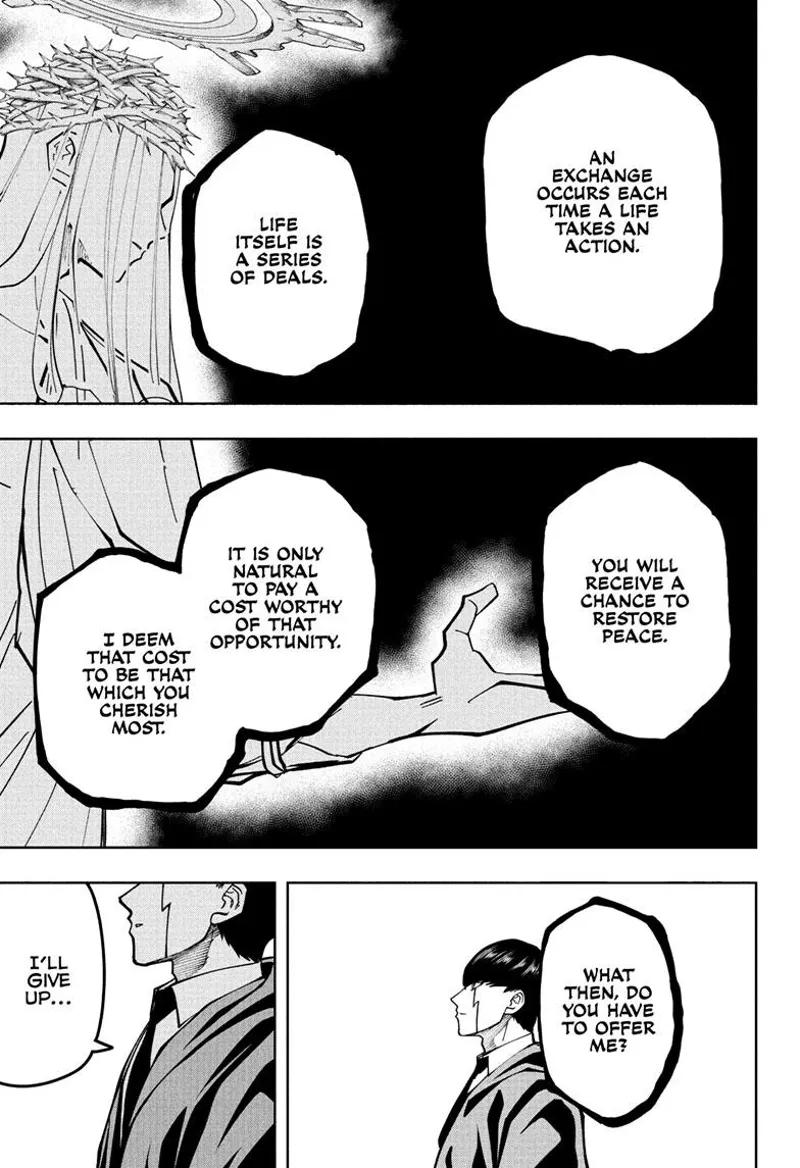 AN
EXCHANGE
OCCURS EACH
TIME A LIFE
TAKES AN
ACTION.
LIFE
ITSELF IS
A SERIES
OF DEALS.
YOU WILL
RECEIVE A
CHANCE TO
RESTORE
PEACE.
IT IS ONLY
NATURAL
TO PAY A
COST WORTHY
OF THAT
OPPORTUNITY.
I DEEM
THAT COST
TO BE THAT
WHICH YOU
CHERISH
MOST.
WHAT
THEN, DO
YOU HAVE
TO OFFER
ME?
I'LL
GIVE
UP...